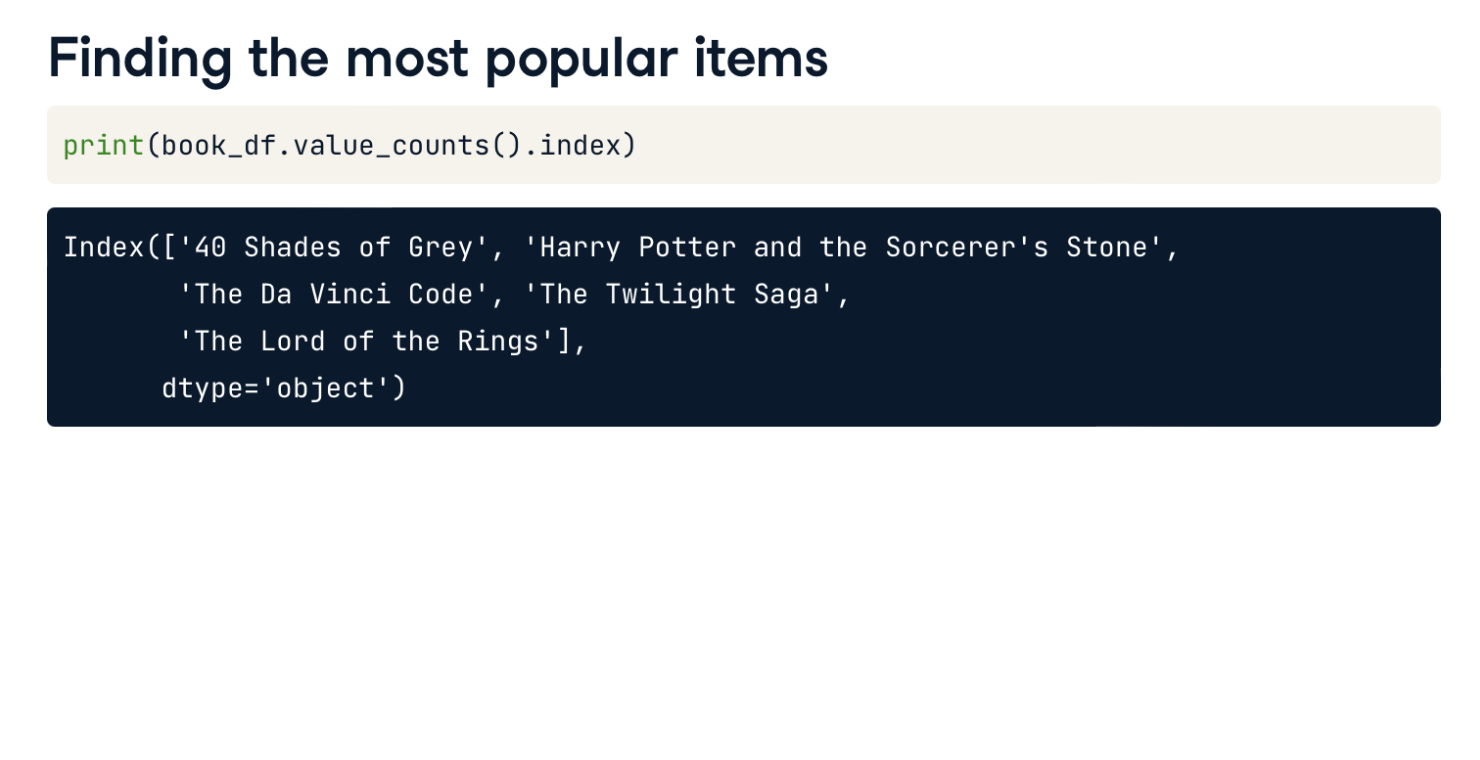 Finding the most popular items
print(book_df.value_counts().index)
Index(['40 Shades of Grey', 'Harry Potter and the Sorcerer's Stone',
'The Da Vinci Code', 'The Twilight Saga',
'The Lord of the Rings'],
dtype='object')